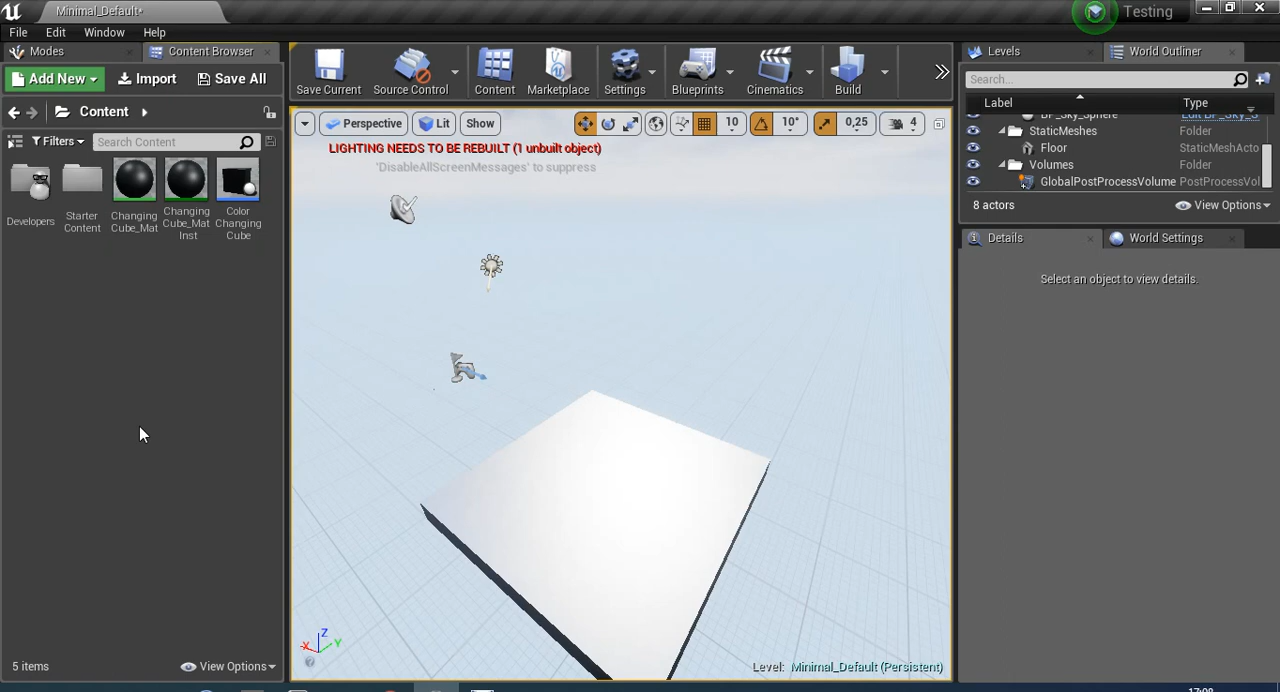 Minimal_Default*
Testing
File Edit Window Help
Modes
Content Browser
Add New
Import
Save All
Content
Filters
Search Content
Developers
Starter Content
Changing Cube_Mat
Changing Cube_Mat Inst
Color Changing Cube
5 items
View Options
Save Current
Source Control
Content
Marketplace
Settings
Blueprints
Cinematics
Build
Perspective
Lit
Show
10
10°
0,25
4
LIGHTING NEEDS TO BE REBUILT (1 unbuilt object)
'DisableAllScreenMessages' to suppress
X
Z
Y
Level: Minimal_Default (Persistent)
Levels
World Outliner
Search...
Label
Type
BP_Sky_Sphere
Edit BP_Sky_S
StaticMeshes
Folder
Floor
StaticMeshActo
Volumes
Folder
GlobalPostProcessVolume
PostProcessVol
8 actors
View Options
Details
World Settings
Select an object to view details.
17:08